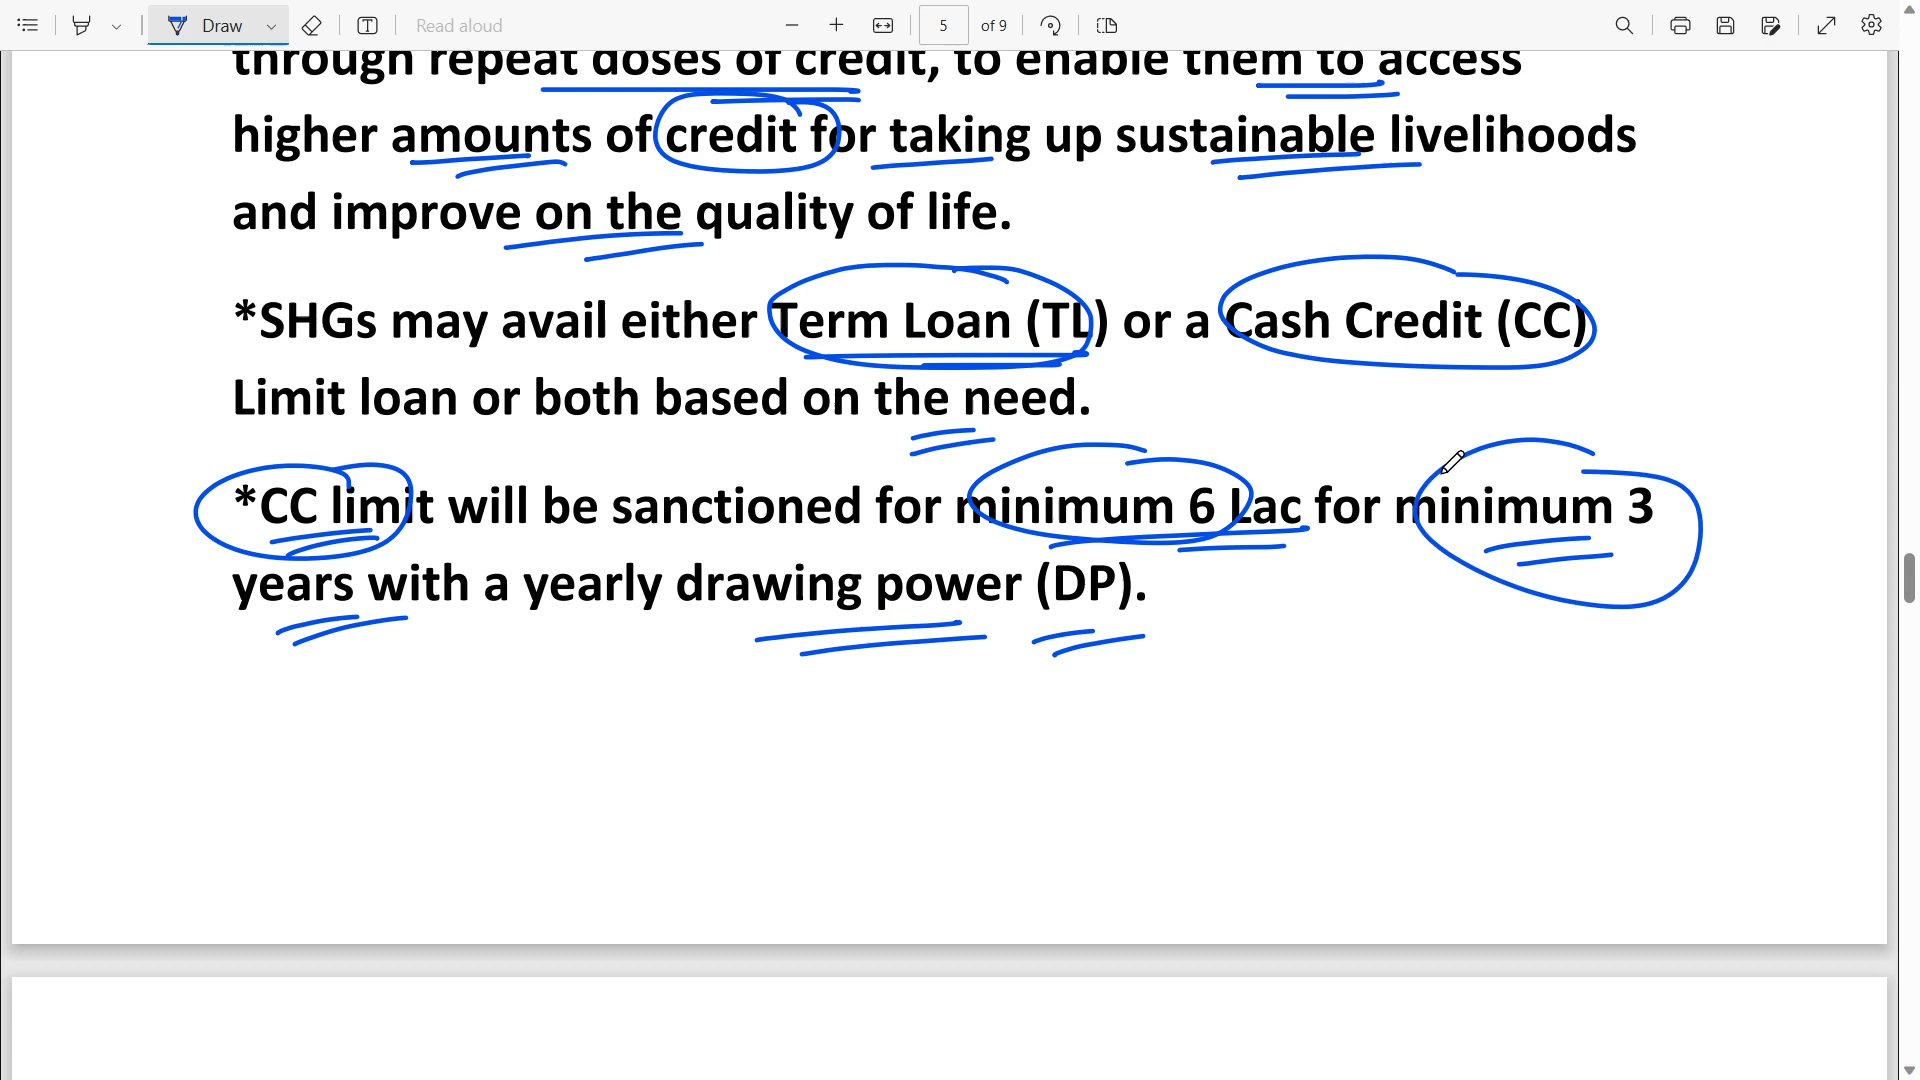 Draw
Read aloud
5 of 9
through repeat doses of credit, to enable them to access
higher amounts of credit for taking up sustainable livelihoods
and improve on the quality of life.
*SHGs may avail either Term Loan (TL) or a Cash Credit (CC)
Limit loan or both based on the need.
*CC limit will be sanctioned for minimum 6 Lac for minimum 3
years with a yearly drawing power (DP).